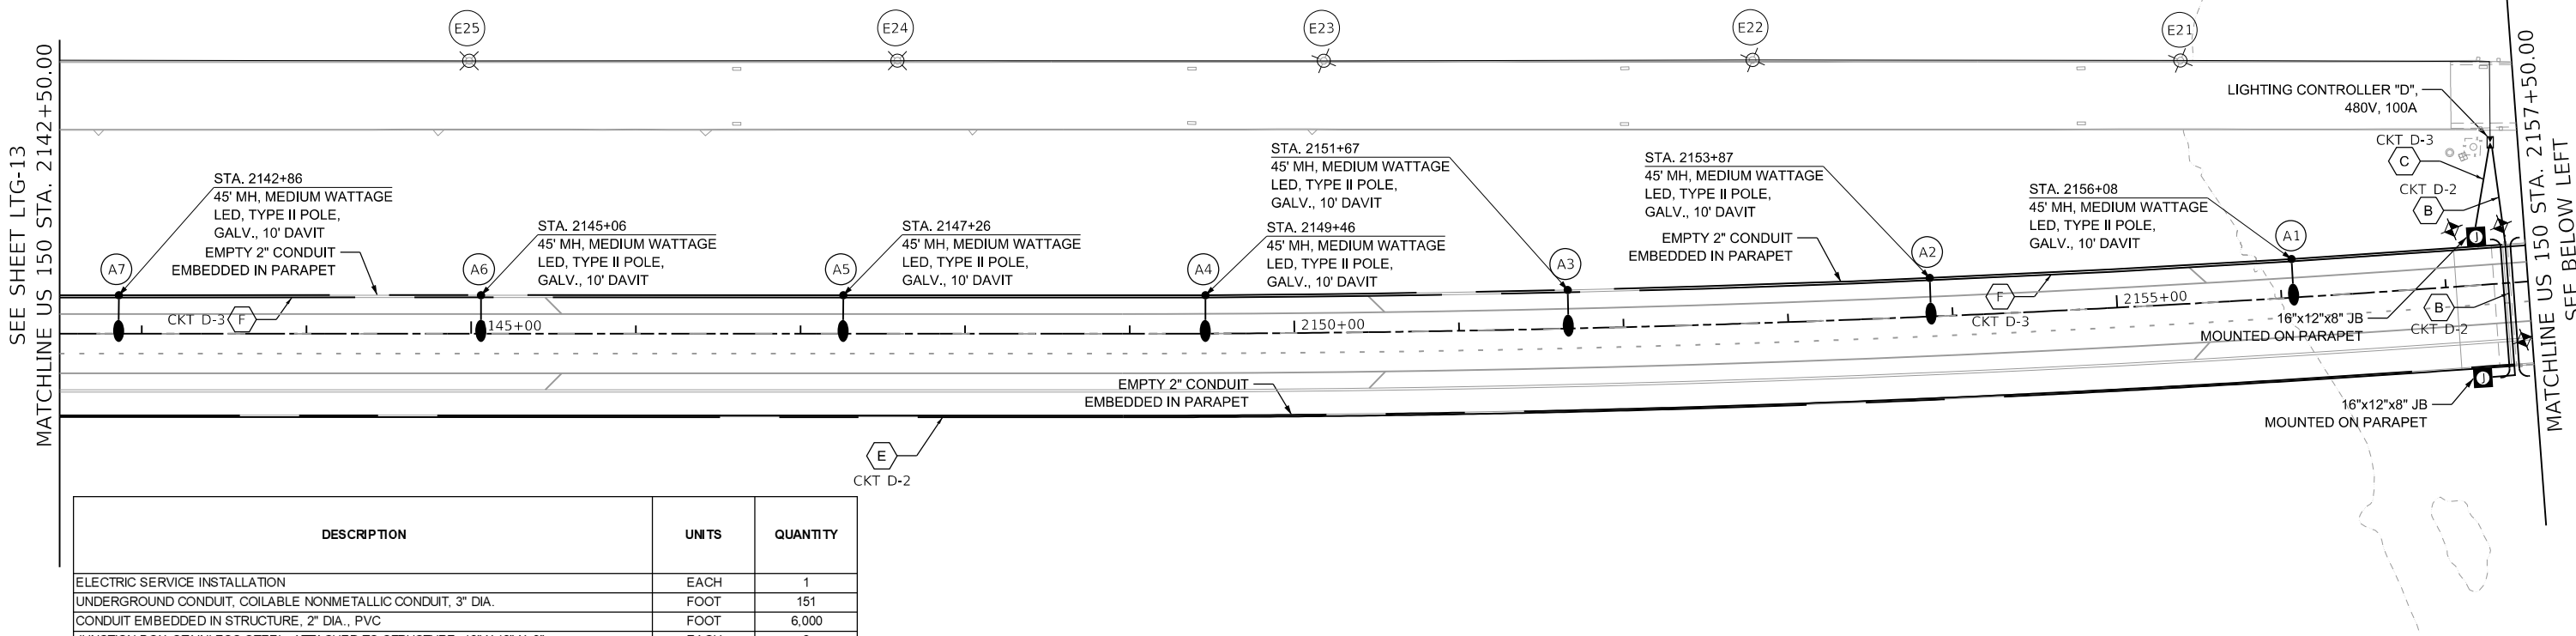 E25
E24
E23
E22
E21
SEE SHEET LTG-13
MATCHLINE US 150 STA. 2142+50.00
MATCHLINE US 150 STA. 2157+50.00
SEE BELOW LEFT
LIGHTING CONTROLLER "D",
480V, 100A
CKT D-3
C
CKT D-2
B
STA. 2142+86
45' MH, MEDIUM WATTAGE
LED, TYPE II POLE,
GALV., 10' DAVIT
EMPTY 2" CONDUIT
EMBEDDED IN PARAPET
STA. 2145+06
45' MH, MEDIUM WATTAGE
LED, TYPE II POLE,
GALV., 10' DAVIT
STA. 2147+26
45' MH, MEDIUM WATTAGE
LED, TYPE II POLE,
GALV., 10' DAVIT
STA. 2151+67
45' MH, MEDIUM WATTAGE
LED, TYPE II POLE,
GALV., 10' DAVIT
STA. 2149+46
45' MH, MEDIUM WATTAGE
LED, TYPE II POLE,
GALV., 10' DAVIT
STA. 2153+87
45' MH, MEDIUM WATTAGE
LED, TYPE II POLE,
GALV., 10' DAVIT
EMPTY 2" CONDUIT
EMBEDDED IN PARAPET
STA. 2156+08
45' MH, MEDIUM WATTAGE
LED, TYPE II POLE,
GALV., 10' DAVIT
A7
A6
A5
A4
A3
A2
A1
J
CKT D-3
F
145+00
2150+00
F
CKT D-3
2155+00
B
CKT D-2
16"x12"x8" JB
MOUNTED ON PARAPET
EMPTY 2" CONDUIT
EMBEDDED IN PARAPET
J
16"x12"x8" JB
MOUNTED ON PARAPET
E
CKT D-2
DESCRIPTION UNITS QUANTITY
ELECTRIC SERVICE INSTALLATION EACH 1
UNDERGROUND CONDUIT, COILABLE NONMETALLIC CONDUIT, 3" DIA. FOOT 151
CONDUIT EMBEDDED IN STRUCTURE, 2" DIA., PVC FOOT 6,000